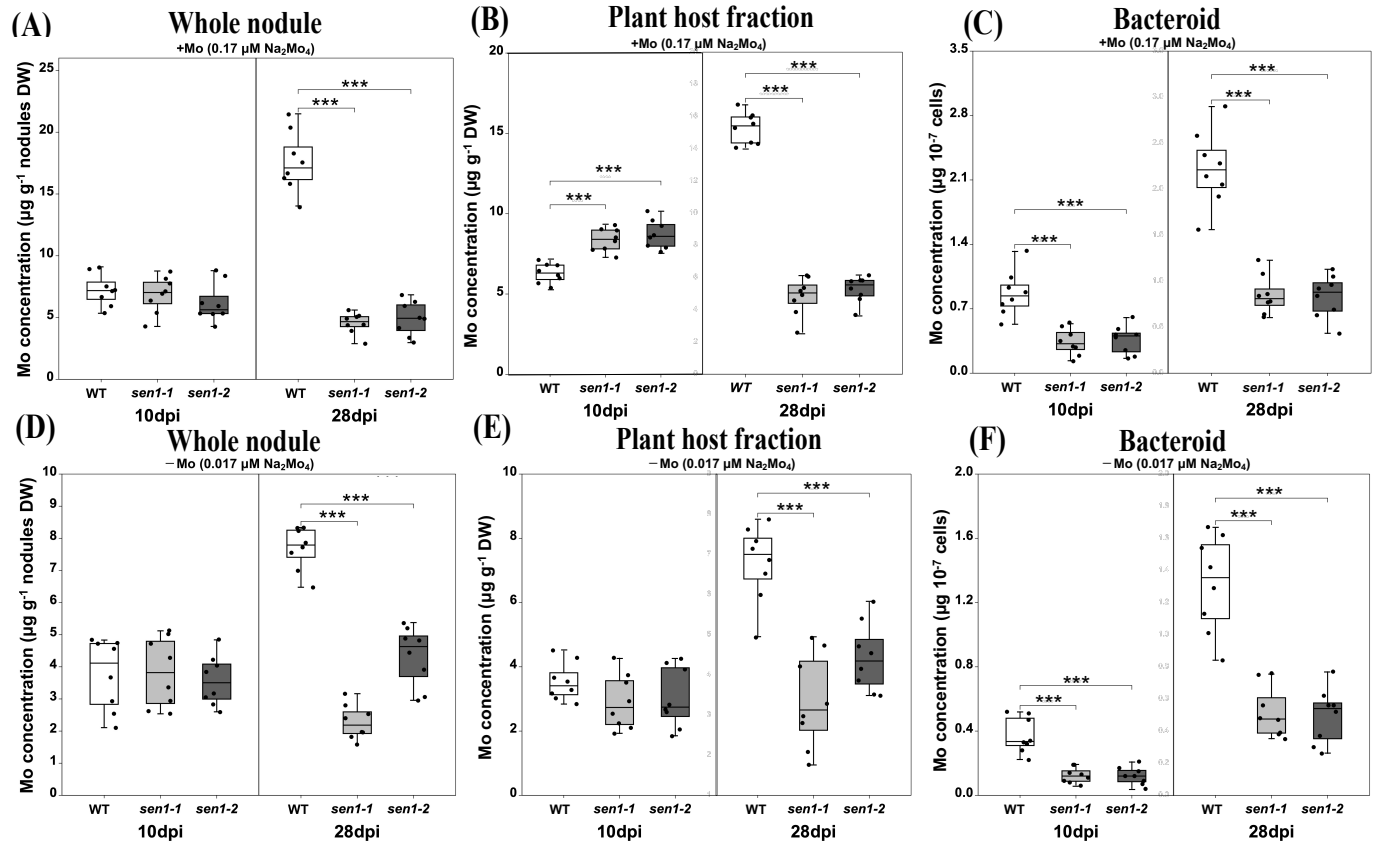 (A) Whole nodule
+Mo (0.17 µM Na₂Mo₄)
Mo concentration (µg g⁻¹ nodules DW)
25
20
15
10
5
0
***
***
WT sen1-1 sen1-2 WT sen1-1 sen1-2
10dpi 28dpi
(B) Plant host fraction
+Mo (0.17 µM Na₂Mo₄)
Mo concentration (µg g⁻¹ DW)
20
15
10
5
0
***
***
***
***
WT sen1-1 sen1-2 WT sen1-1 sen1-2
10dpi 28dpi
(C) Bacteroid
+Mo (0.17 µM Na₂Mo₄)
Mo concentration (µg 10⁻⁷ cells)
3.5
2.8
2.1
1.4
0.7
0.0
***
***
***
***
WT sen1-1 sen1-2 WT sen1-1 sen1-2
10dpi 28dpi
(D) Whole nodule
−Mo (0.017 µM Na₂Mo₄)
Mo concentration (µg g⁻¹ nodules DW)
10
9
8
7
6
5
4
3
2
1
0
***
***
WT sen1-1 sen1-2 WT sen1-1 sen1-2
10dpi 28dpi
(E) Plant host fraction
−Mo (0.017 µM Na₂Mo₄)
Mo concentration (µg g⁻¹ DW)
10
8
6
4
2
0
***
***
WT sen1-1 sen1-2 WT sen1-1 sen1-2
10dpi 28dpi
(F) Bacteroid
−Mo (0.017 µM Na₂Mo₄)
Mo concentration (µg 10⁻⁷ cells)
2.0
1.6
1.2
0.8
0.4
0.0
***
***
***
***
WT sen1-1 sen1-2 WT sen1-1 sen1-2
10dpi 28dpi